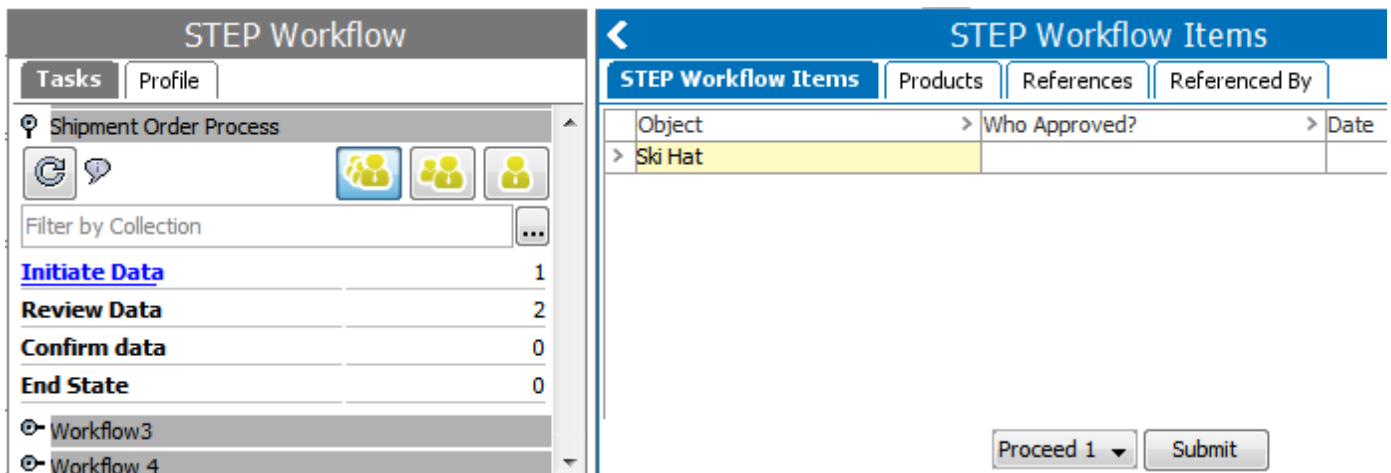 STEP Workflow
Tasks Profile
Shipment Order Process
Filter by Collection ...
Initiate Data 1
Review Data 2
Confirm data 0
End State 0
Workflow3
Workflow 4
STEP Workflow Items
STEP Workflow Items Products References Referenced By
Object > Who Approved? > Date
> Ski Hat
Proceed 1 Submit